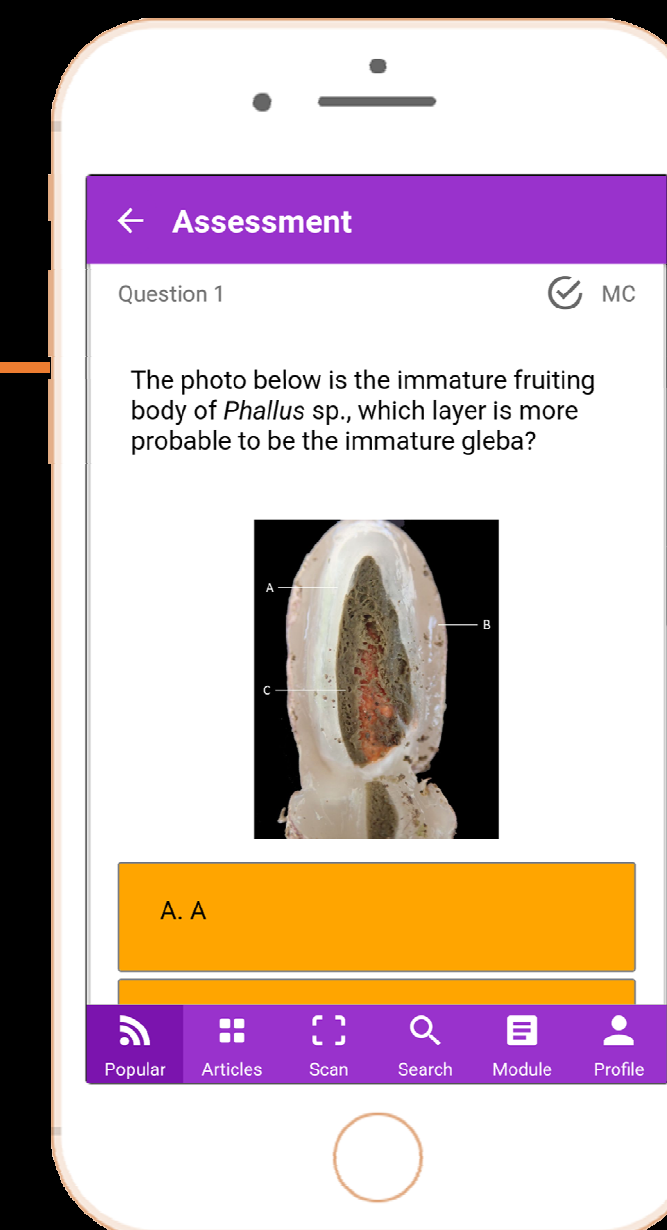 Assessment
Question 1
MC
The photo below is the immature fruiting
body of Phallus sp., which layer is more
probable to be the immature gleba?
A
B
C
A. A
Popular
Articles
Scan
Search
Module
Profile